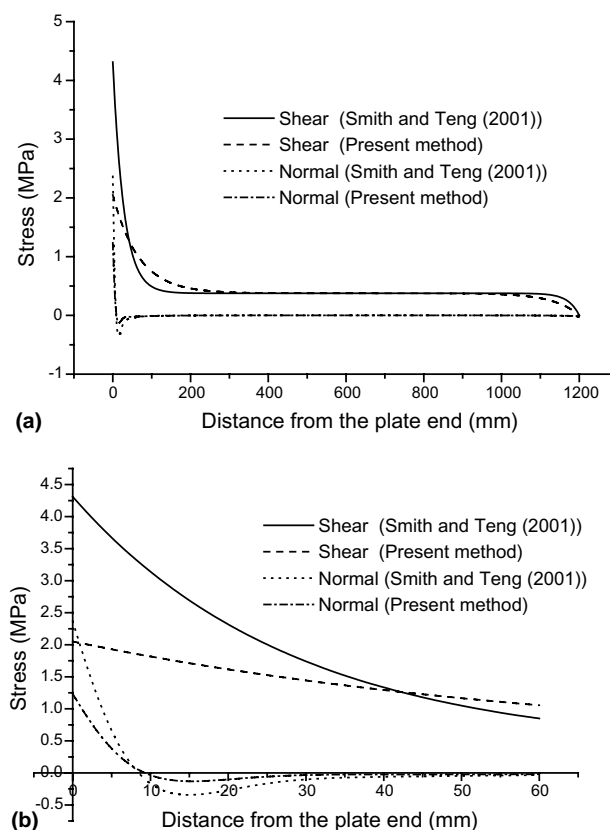 5
4
3
2
1
0
-1
Stress (MPa)
Shear (Smith and Teng (2001))
Shear (Present method)
Normal (Smith and Teng (2001))
Normal (Present method)
0 200 400 600 800 1000 1200
(a) Distance from the plate end (mm)
4.5
4.0
3.5
3.0
2.5
2.0
1.5
1.0
0.5
0.0
-0.5
Stress (MPa)
Shear (Smith and Teng (2001))
Shear (Present method)
Normal (Smith and Teng (2001))
Normal (Present method)
0 10 20 30 40 50 60
(b) Distance from the plate end (mm)